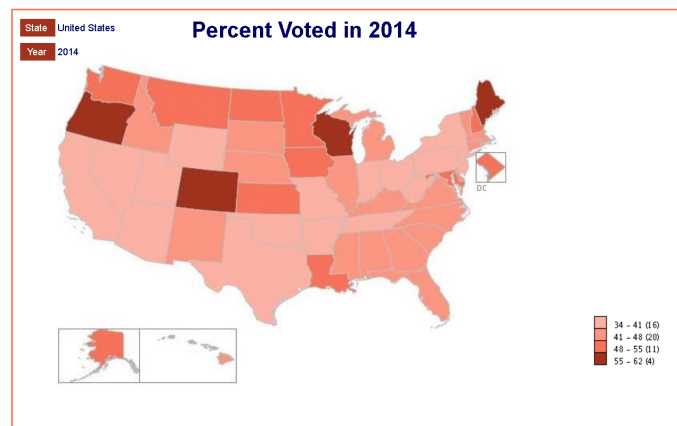 State United States
Percent Voted in 2014
Year 2014
DC
34 - 41 (16)
41 - 48 (20)
48 - 55 (11)
55 - 62 (4)